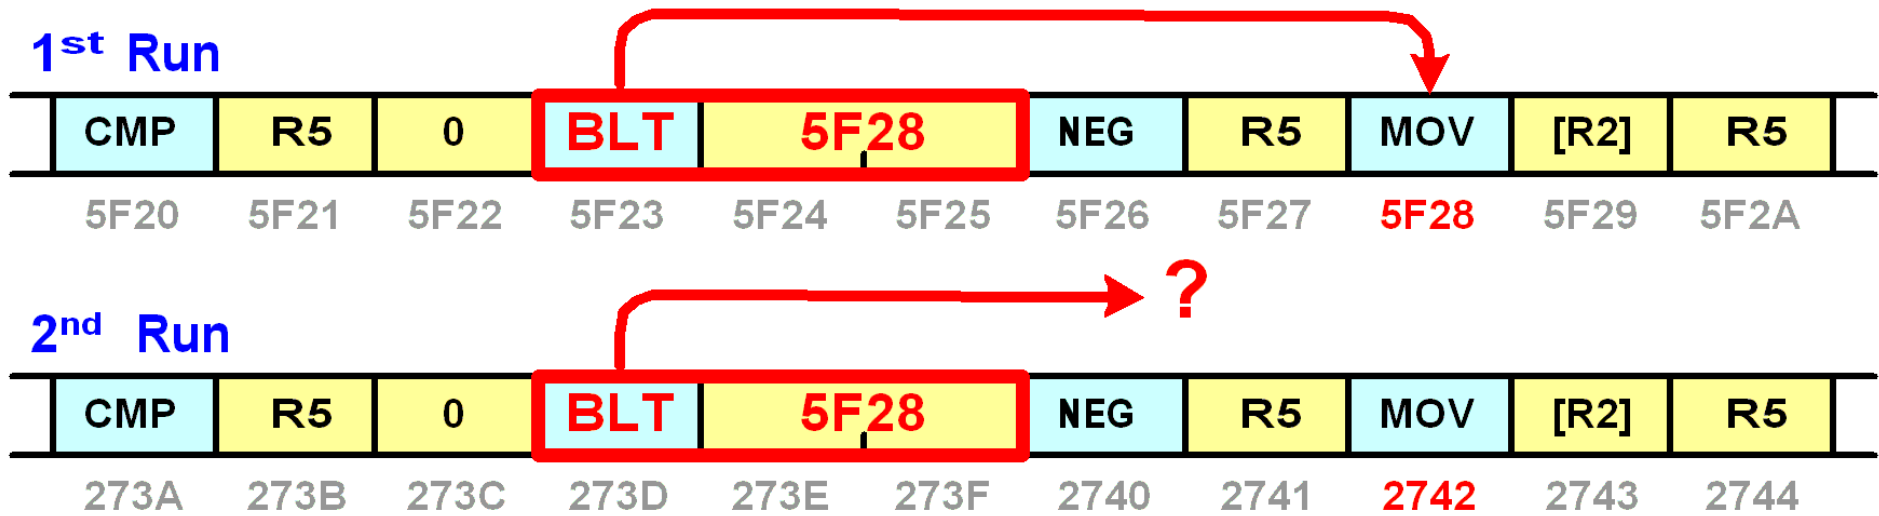 1st Run
CMP R5 0 BLT 5F28 NEG R5 MOV [R2] R5
5F20 5F21 5F22 5F23 5F24 5F25 5F26 5F27 5F28 5F29 5F2A
?
2nd Run
CMP R5 0 BLT 5F28 NEG R5 MOV [R2] R5
273A 273B 273C 273D 273E 273F 2740 2741 2742 2743 2744